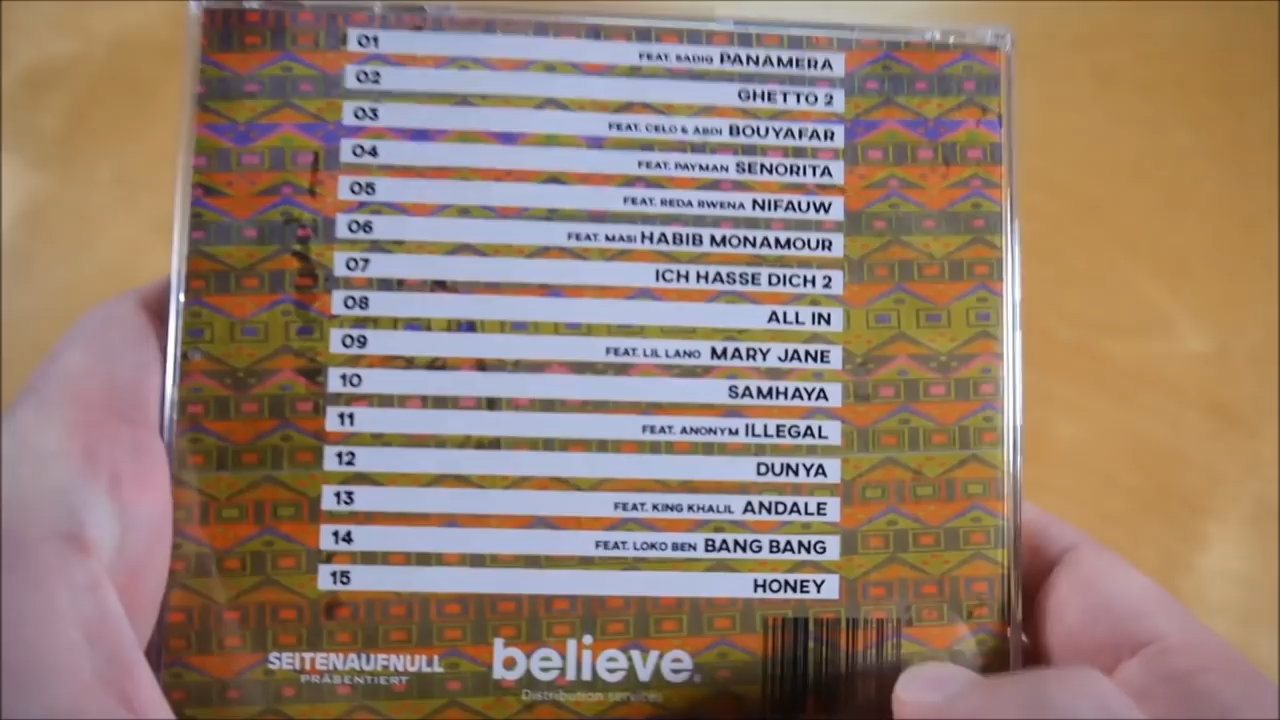 01 FEAT. SADIQ PANAMERA
02 GHETTO 2
03 FEAT. CELO & ABDI BOUYAFAR
04 FEAT. PAYMAN SENORITA
05 FEAT. REDA RWENA NIFAUW
06 FEAT. MASI HABIB MONAMOUR
07 ICH HASSE DICH 2
08 ALL IN
09 FEAT. LIL LANO MARY JANE
10 SAMHAYA
11 FEAT. ANONYM ILLEGAL
12 DUNYA
13 FEAT. KING KHALIL ANDALE
14 FEAT. LOKO BEN BANG BANG
15 HONEY
SEITENAUFNULL
PRÄSENTIERT
believe.
Distribution services